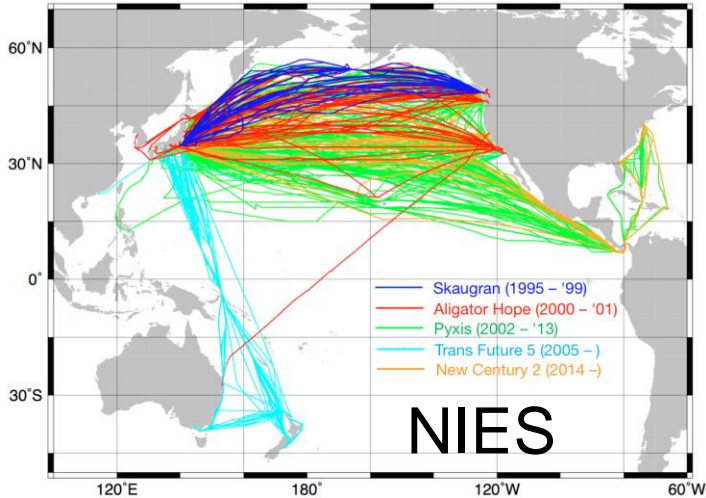 60°N
30°N
0°
30°S
Skaugran (1995 – '99)
Aligator Hope (2000 – '01)
Pyxis (2002 – '13)
Trans Future 5 (2005 – )
New Century 2 (2014 –)
NIES
120°E
180°
120°W
60°W